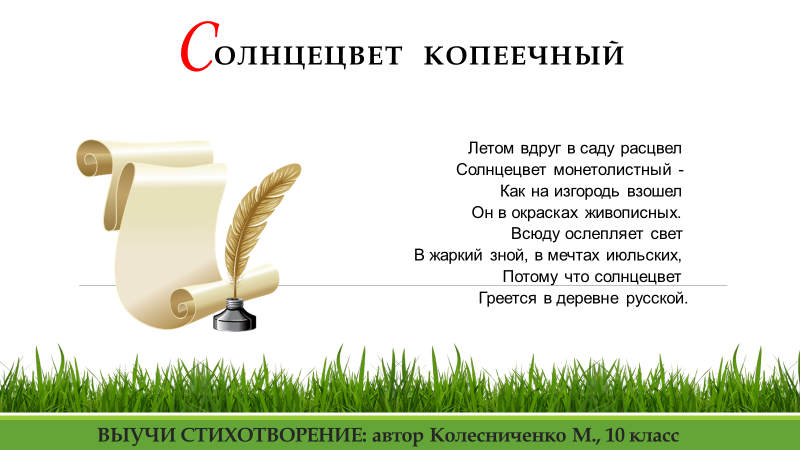 Солнцецвет копеечный
Летом вдруг в саду расцвел
Солнцецвет монетолистный -
Как на изгородь взошел
Он в окрасках живописных.
Всюду ослепляет свет
В жаркий зной, в мечтах июльских,
Потому что солнцецвет
Греется в деревне русской.
ВЫУЧИ СТИХОТВОРЕНИЕ: автор Колесниченко М., 10 класс